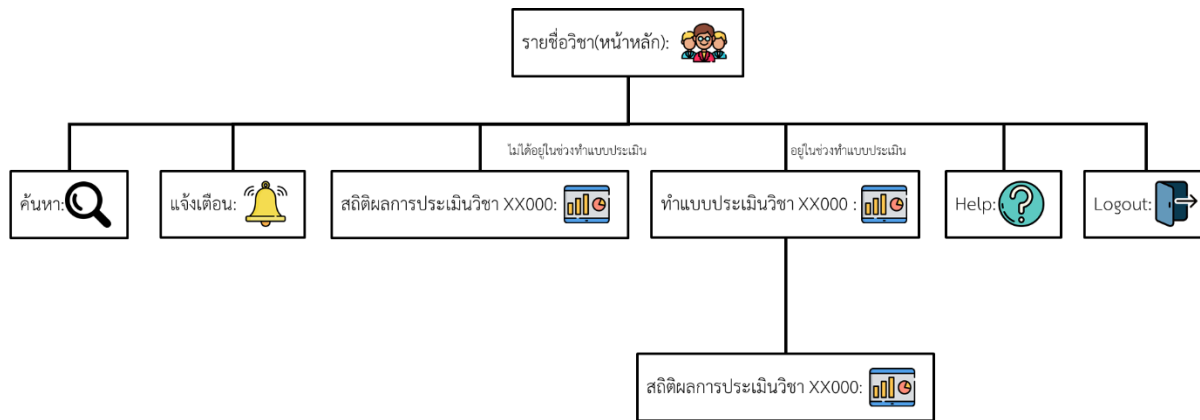 รายชื่อวิชา(หน้าหลัก):
ไม่ได้อยู่ในช่วงทำแบบประเมิน
อยู่ในช่วงทำแบบประเมิน
ค้นหา:
แจ้งเตือน:
สถิติผลการประเมินวิชา XX000:
ทำแบบประเมินวิชา XX000 :
Help:
Logout:
สถิติผลการประเมินวิชา XX000: